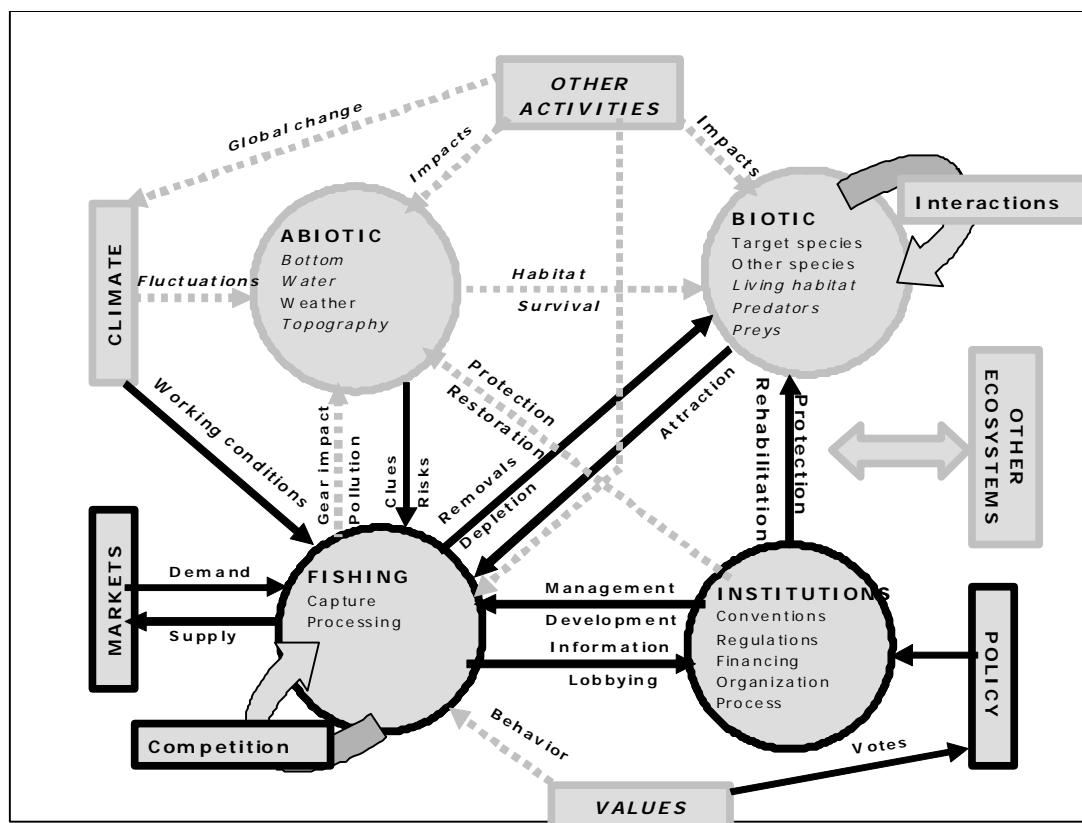 OTHER
ACTIVITIES
Global change
Impacts
Impacts
CLIMATE
Fluctuations
ABIOTIC
Bottom
Water
Weather
Topography
Habitat
Survival
BIOTIC
Target species
Other species
Living habitat
Predators
Preys
Interactions
Working conditions
Gear impact
Pollution
Clues
Risks
Protection
Restoration
Removals
Depletion
Attraction
Rehabilitation
Protection
OTHER
ECOSYSTEMS
MARKETS
Demand
Supply
FISHING
Capture
Processing
Management
Development
Information
Lobbying
INSTITUTIONS
Conventions
Regulations
Financing
Organization
Process
POLICY
Competition
Behavior
Votes
VALUES